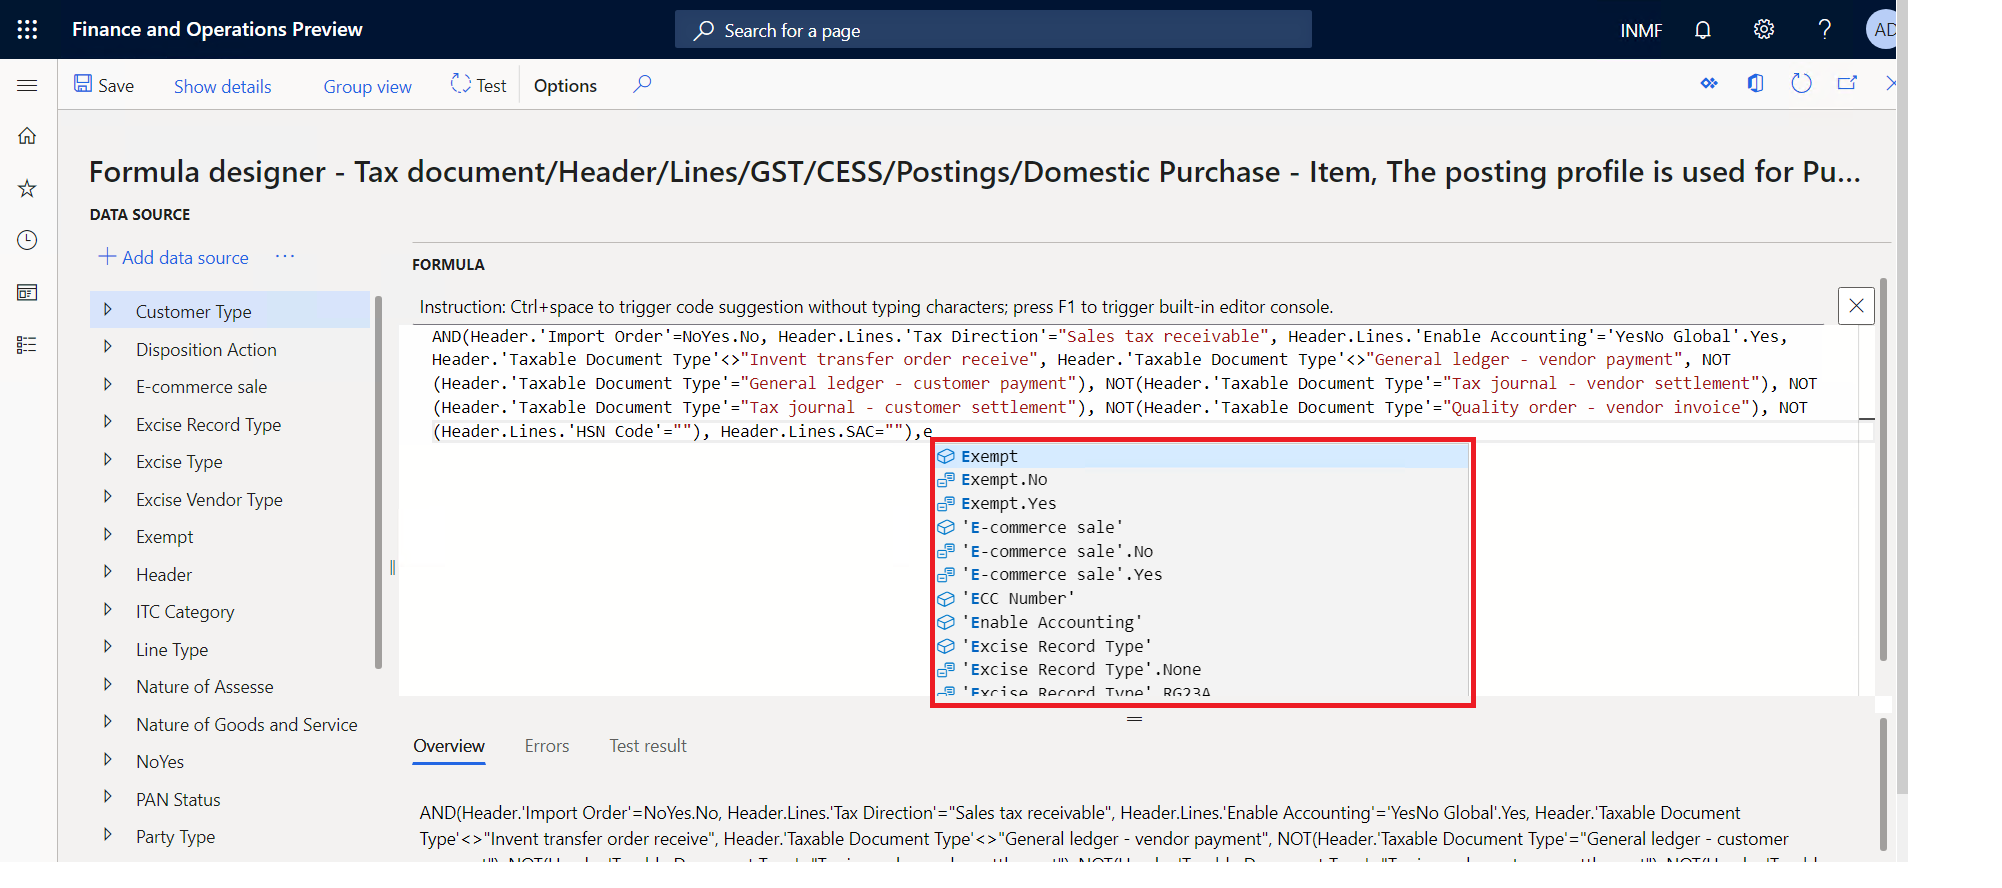 Finance and Operations Preview
Search for a page
INMF
?
AD
Save
Show details
Group view
Test
Options
Formula designer - Tax document/Header/Lines/GST/CESS/Postings/Domestic Purchase - Item, The posting profile is used for Pu...
DATA SOURCE
+ Add data source
...
Customer Type
Disposition Action
E-commerce sale
Excise Record Type
Excise Type
Excise Vendor Type
Exempt
Header
ITC Category
Line Type
Nature of Assesse
Nature of Goods and Service
NoYes
PAN Status
Party Type
FORMULA
Instruction: Ctrl+space to trigger code suggestion without typing characters; press F1 to trigger built-in editor console.
AND(Header.'Import Order'=NoYes.No, Header.Lines.'Tax Direction'="Sales tax receivable", Header.Lines.'Enable Accounting'='YesNo Global'.Yes,
Header.'Taxable Document Type'<>"Invent transfer order receive", Header.'Taxable Document Type'<>"General ledger - vendor payment", NOT
(Header.'Taxable Document Type'="General ledger - customer payment"), NOT(Header.'Taxable Document Type'="Tax journal - vendor settlement"), NOT
(Header.'Taxable Document Type'="Tax journal - customer settlement"), NOT(Header.'Taxable Document Type'="Quality order - vendor invoice"), NOT
(Header.Lines.'HSN Code'=""), Header.Lines.SAC=""),e
Exempt
Exempt.No
Exempt.Yes
'E-commerce sale'
'E-commerce sale'.No
'E-commerce sale'.Yes
'ECC Number'
'Enable Accounting'
'Excise Record Type'
'Excise Record Type'.None
'Excise Record Type'.RG23A
Overview
Errors
Test result
AND(Header.'Import Order'=NoYes.No, Header.Lines.'Tax Direction'="Sales tax receivable", Header.Lines.'Enable Accounting'='YesNo Global'.Yes, Header.'Taxable Document
Type'<>"Invent transfer order receive", Header.'Taxable Document Type'<>"General ledger - vendor payment", NOT(Header.'Taxable Document Type'="General ledger - customer